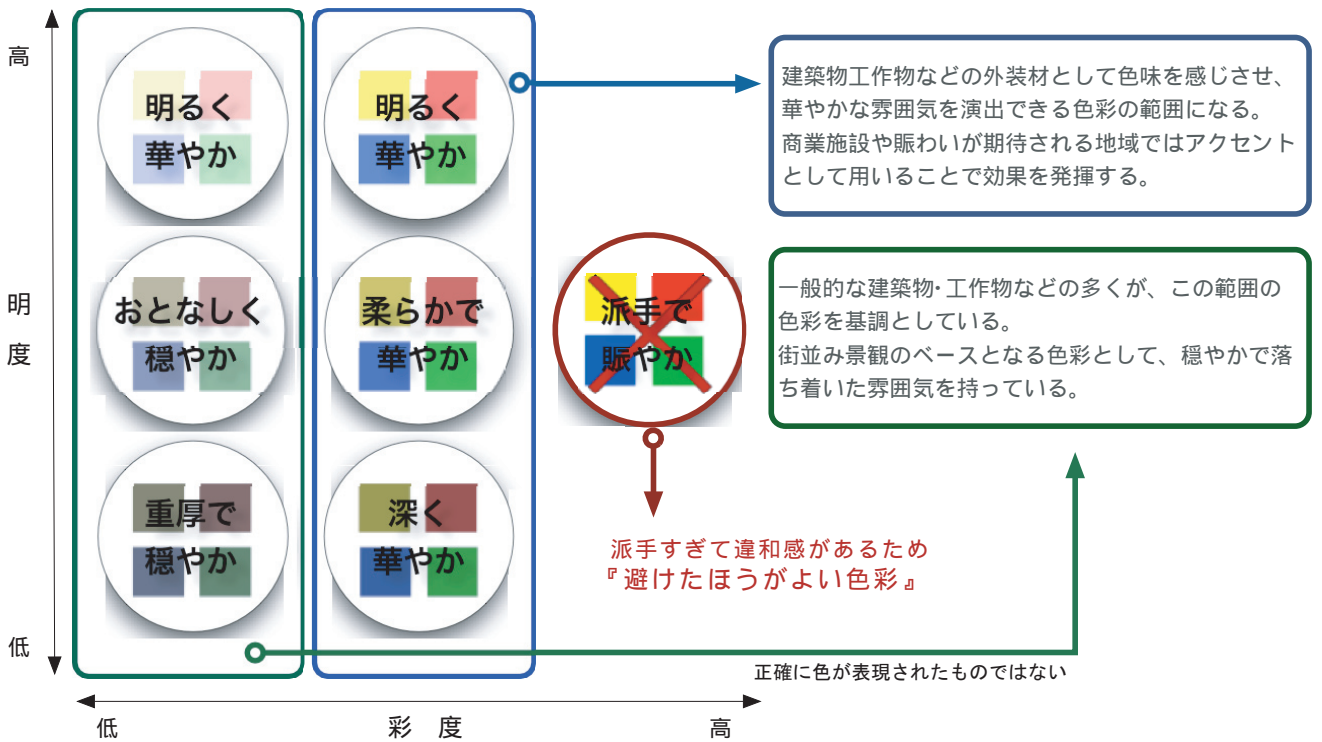 高
明
度
低
明るく
華やか
明るく
華やか
おとなしく
穏やか
柔らかで
華やか
派手で
賑やか
重厚で
穏やか
深く
華やか
建築物工作物などの外装材として色味を感じさせ、
華やかな雰囲気を演出できる色彩の範囲になる。
商業施設や賑わいが期待される地域ではアクセント
として用いることで効果を発揮する。
一般的な建築物・工作物などの多くが、この範囲の
色彩を基調としている。
街並み景観のベースとなる色彩として、穏やかで落
ち着いた雰囲気を持っている。
派手すぎて違和感があるため
『避けたほうがよい色彩』
正確に色が表現されたものではない
低
彩 度
高